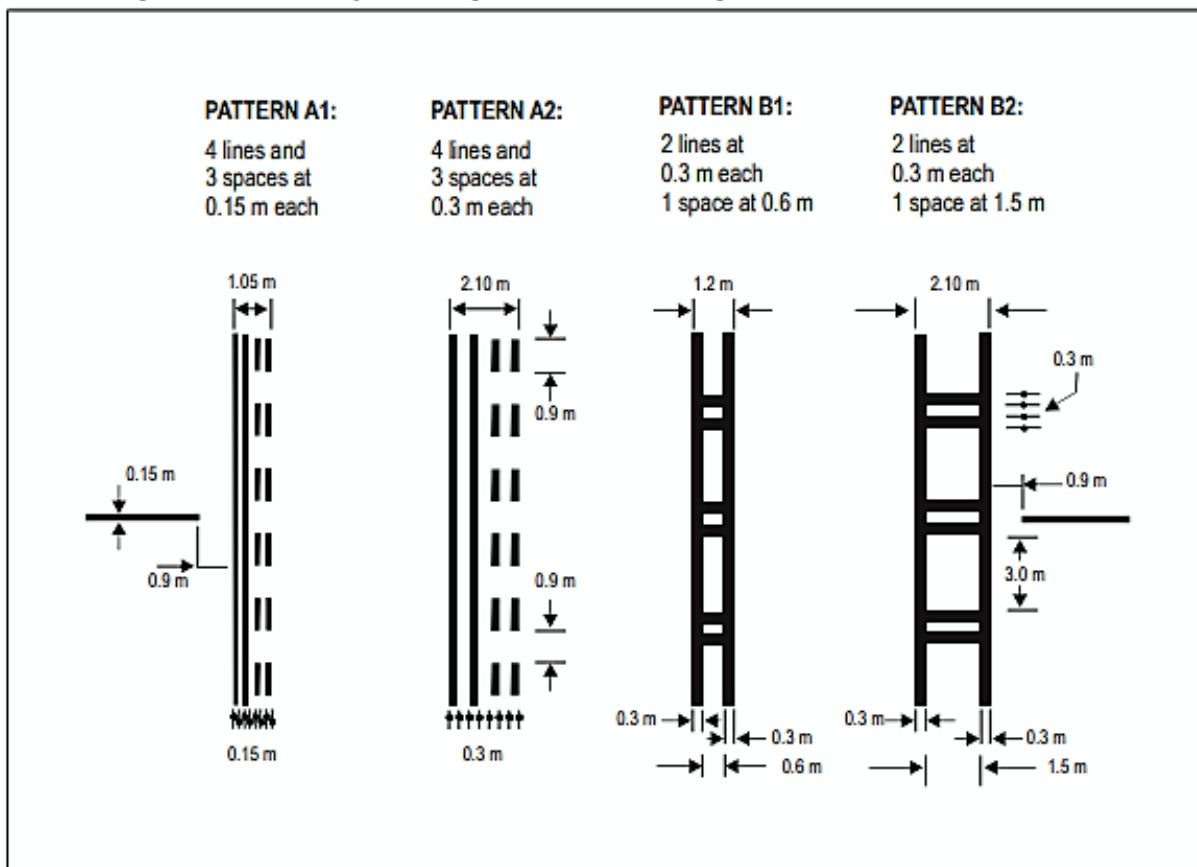 PATTERN A1:
4 lines and
3 spaces at
0.15 m each
PATTERN A2:
4 lines and
3 spaces at
0.3 m each
PATTERN B1:
2 lines at
0.3 m each
1 space at 0.6 m
PATTERN B2:
2 lines at
0.3 m each
1 space at 1.5 m
1.05 m
2.10 m
1.2 m
2.10 m
0.3 m
0.9 m
0.15 m
0.9 m
0.9 m
0.9 m
3.0 m
0.15 m
0.3 m
0.3 m
0.3 m
0.6 m
0.3 m
0.3 m
1.5 m